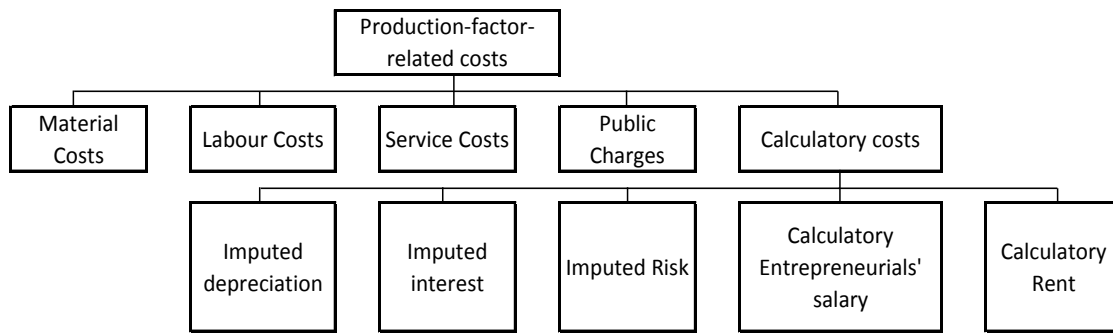 Production-factor-
related costs
Material
Costs
Labour Costs
Service Costs
Public
Charges
Calculatory costs
Imputed
depreciation
Imputed
interest
Imputed Risk
Calculatory
Entrepreneurials'
salary
Calculatory
Rent